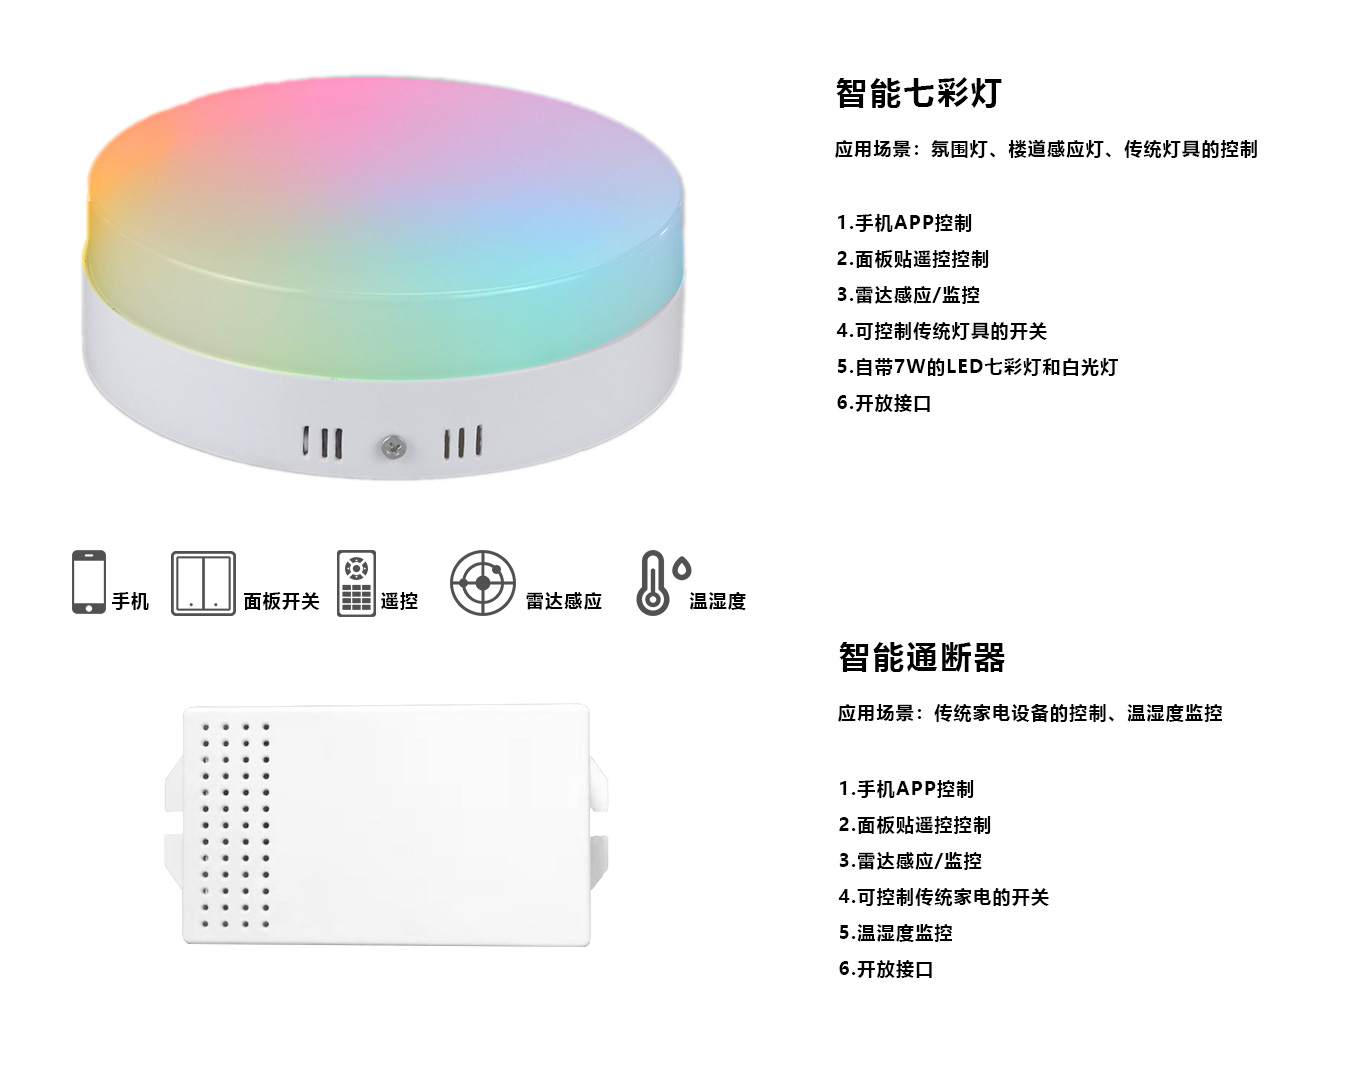 智能七彩灯
应用场景：氛围灯、楼道感应灯、传统灯具的控制
1.手机APP控制
2.面板贴遥控控制
3.雷达感应/监控
4.可控制传统灯具的开关
5.自带7W的LED七彩灯和白光灯
6.开放接口
手机 面板开关 遥控 雷达感应 温湿度
智能通断器
应用场景：传统家电设备的控制、温湿度监控
1.手机APP控制
2.面板贴遥控控制
3.雷达感应/监控
4.可控制传统家电的开关
5.温湿度监控
6.开放接口